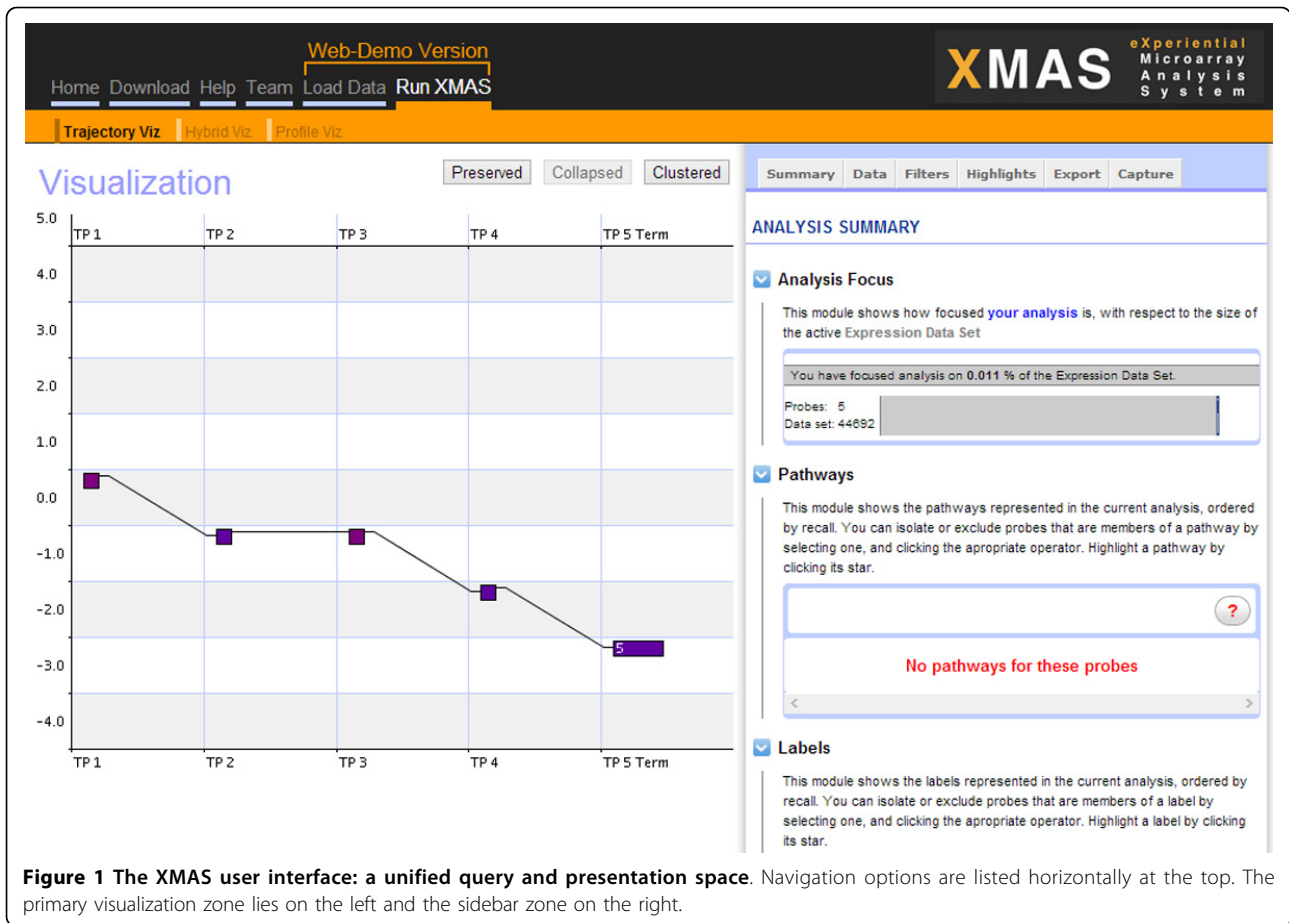 Web-Demo Version
Home Download Help Team Load Data Run XMAS
XMAS
eXperiential
Microarray
Analysis
System
Trajectory Viz Hybrid Viz Profile Viz
Visualization
Preserved Collapsed Clustered
5.0
TP 1 TP 2 TP 3 TP 4 TP 5 Term
4.0
3.0
2.0
1.0
0.0
-1.0
-2.0
5
-3.0
-4.0
TP 1 TP 2 TP 3 TP 4 TP 5 Term
Summary Data Filters Highlights Export Capture
ANALYSIS SUMMARY
Analysis Focus
This module shows how focused your analysis is, with respect to the size of
the active Expression Data Set
You have focused analysis on 0.011 % of the Expression Data Set.
Probes: 5
Data set: 44692
Pathways
This module shows the pathways represented in the current analysis, ordered
by recall. You can isolate or exclude probes that are members of a pathway by
selecting one, and clicking the apropriate operator. Highlight a pathway by
clicking its star.
?
No pathways for these probes
Labels
This module shows the labels represented in the current analysis, ordered by
recall. You can isolate or exclude probes that are members of a label by
selecting one, and clicking the apropriate operator. Highlight a label by clicking
its star.
Figure 1 The XMAS user interface: a unified query and presentation space. Navigation options are listed horizontally at the top. The
primary visualization zone lies on the left and the sidebar zone on the right.